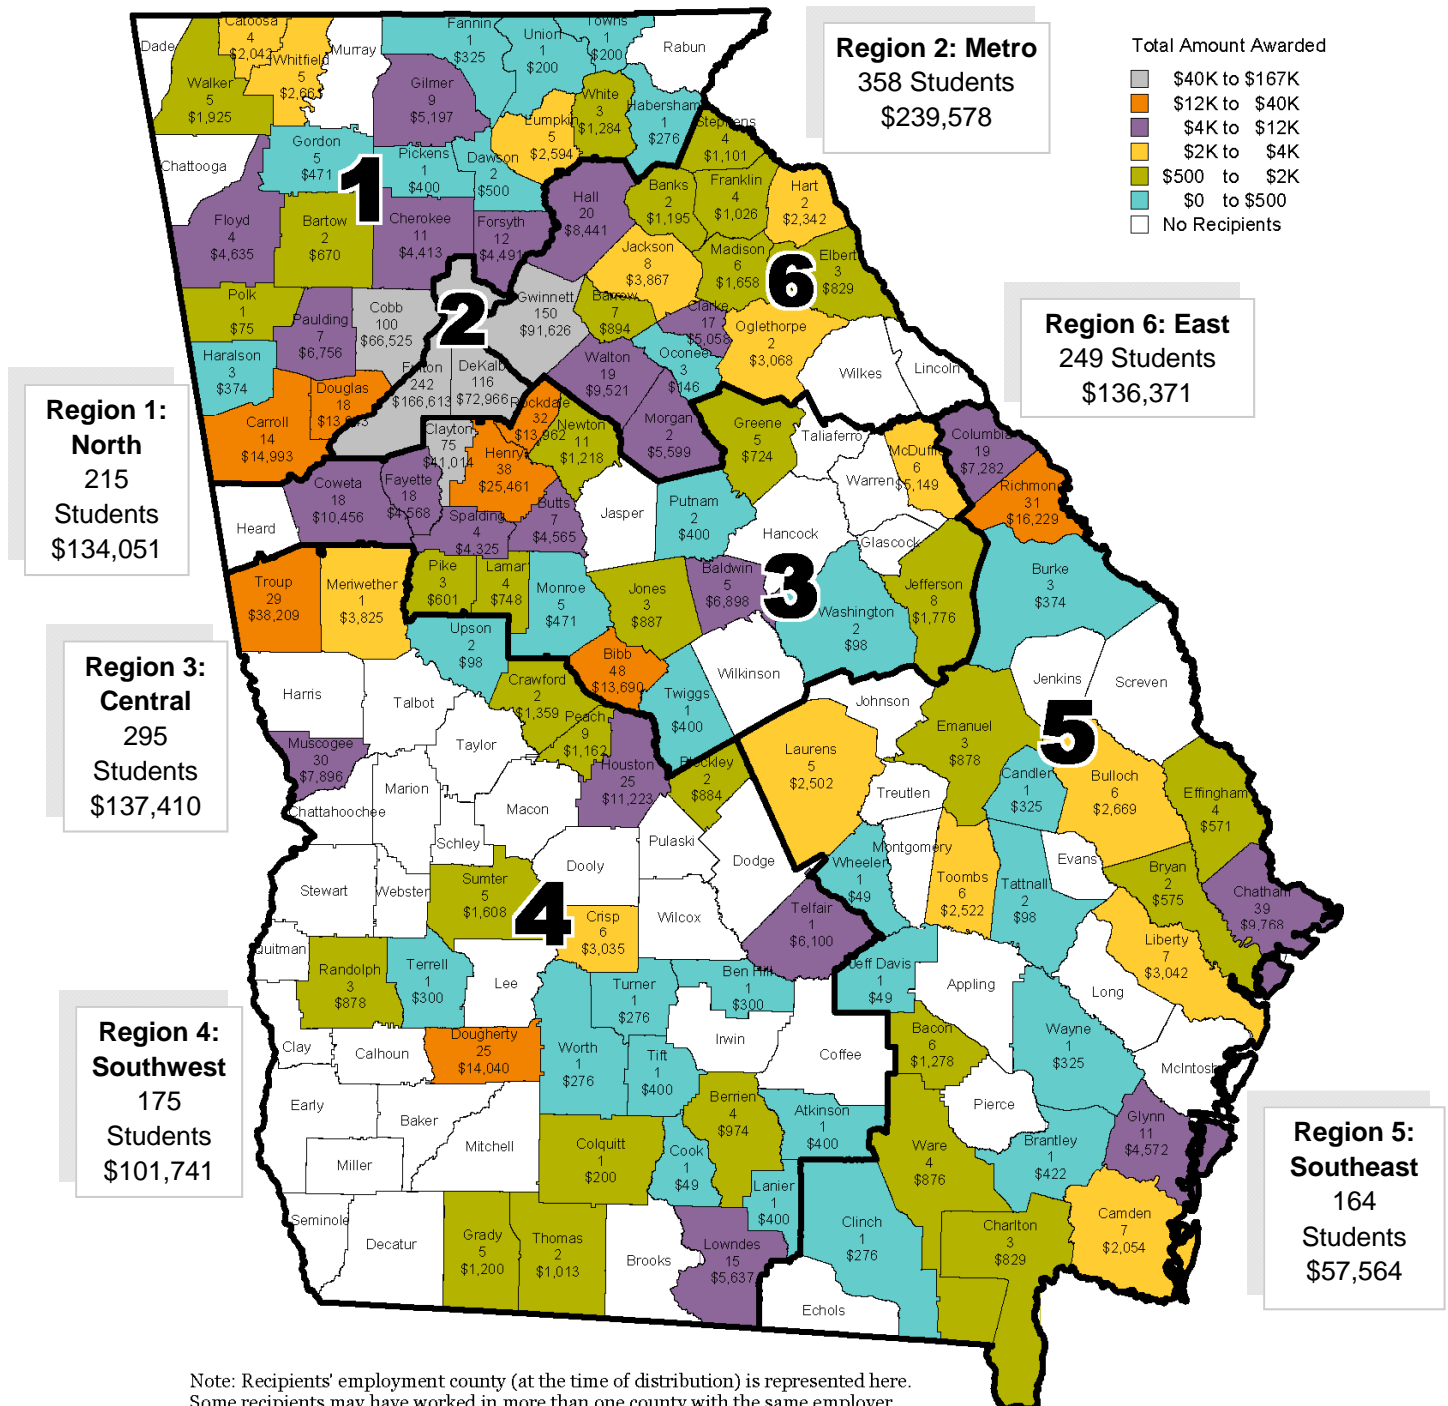 Region 2: Metro
358 Students
$239,578
Total Amount Awarded
$40K to $167K
$12K to $40K
$4K to $12K
$2K to $4K
$500 to $2K
$0 to $500
No Recipients
Region 6: East
249 Students
$136,371
Region 1:
North
215
Students
$134,051
Region 3:
Central
295
Students
$137,410
Region 4:
Southwest
175
Students
$101,741
Region 5:
Southeast
164
Students
$57,564
1
2
3
4
5
6
Dade
Catoosa
4
$2,042
Whitfield
5
Murray
Fannin
1
$325
Union
1
$200
Towns
1
$200
Rabun
Walker
5
$1,925
Gilmer
9
$5,197
White
3
$1,284
Habersham
1
$276
Lumpkin
5
$2,594
Stephens
4
$1,101
Chattooga
Gordon
5
$471
Pickens
1
$400
Dawson
2
$500
Hall
20
$8,441
Banks
2
$1,195
Franklin
4
$1,026
Hart
2
$2,342
Floyd
4
$4,635
Bartow
2
$670
Cherokee
11
$4,413
Forsyth
12
$4,491
Jackson
8
$3,867
Madison
6
$1,658
Elbert
3
$829
Polk
1
$75
Paulding
7
$6,756
Cobb
100
$66,525
Gwinnett
150
$91,626
Barrow
7
$894
Clarke
17
$5,058
Oglethorpe
2
$3,068
Wilkes
Lincoln
Haralson
3
$374
Douglas
18
Fulton
242
$166,613
DeKalb
116
$72,966
Walton
19
$9,521
Oconee
3
$146
Carroll
14
$14,993
Clayton
75
$41,014
Rockdale
32
$13,962
Newton
11
$1,218
Morgan
2
$5,599
Greene
5
$724
Taliaferro
McDuffie
6
$5,149
Columbia
19
$7,282
Richmond
31
$16,229
Heard
Coweta
18
$10,456
Fayette
18
$4,568
Henry
38
$25,461
Spalding
4
$4,325
Butts
7
$4,565
Jasper
Putnam
2
$400
Hancock
Warren
Glascock
Troup
29
$38,209
Meriwether
1
$3,825
Pike
3
$601
Lamar
4
$748
Monroe
5
$471
Jones
3
$887
Baldwin
5
$6,898
Washington
2
$98
Jefferson
8
$1,776
Burke
3
$374
Upson
2
$98
Bibb
48
$13,690
Twiggs
1
$400
Wilkinson
Jenkins
Screven
Harris
Talbot
Crawford
2
$1,359
Peach
9
$1,162
Taylor
Houston
25
$11,223
Bleckley
2
$884
Laurens
5
$2,502
Johnson
Emanuel
3
$878
Candler
1
$325
Bulloch
6
$2,669
Effingham
4
$571
Muscogee
30
$7,896
Chattahoochee
Marion
Macon
Schley
Pulaski
Dodge
Treutlen
Montgomery
Wheeler
1
$49
Toombs
6
$2,522
Tattnall
2
$98
Evans
Bryan
2
$575
Chatham
39
$9,768
Stewart
Webster
Sumter
5
$1,608
Dooly
Crisp
6
$3,035
Wilcox
Telfair
1
$6,100
Liberty
7
$3,042
Quitman
Randolph
3
$878
Terrell
1
$300
Lee
Turner
1
$276
Ben Hill
1
$300
Jeff Davis
1
$49
Appling
Long
Wayne
1
$325
McIntosh
Clay
Calhoun
Dougherty
25
$14,040
Worth
1
$276
Tift
1
$400
Irwin
Coffee
Bacon
6
$1,278
Pierce
Early
Baker
Mitchell
Berrien
4
$974
Atkinson
1
$400
Ware
4
$876
Brantley
1
$422
Glynn
11
$4,572
Miller
Colquitt
1
$200
Cook
1
$49
Lanier
1
$400
Clinch
1
$276
Charlton
3
$829
Camden
7
$2,054
Seminole
Decatur
Grady
5
$1,200
Thomas
2
$1,013
Brooks
Lowndes
15
$5,637
Echols
Note: Recipients' employment county (at the time of distribution) is represented here.
Some recipients may have worked in more than one county with the same employer.